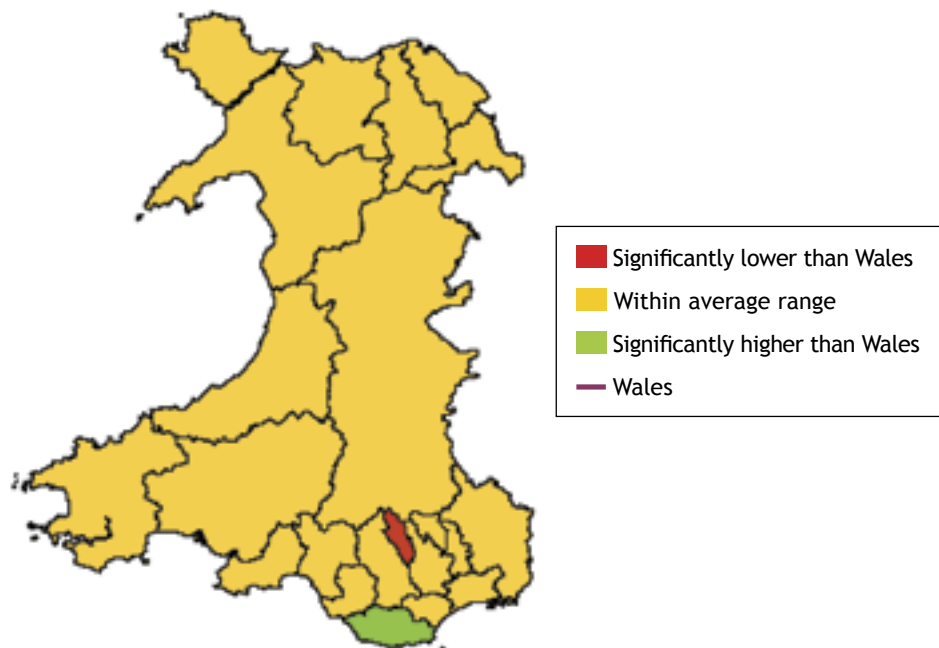 Significantly lower than Wales
Within average range
Significantly higher than Wales
Wales